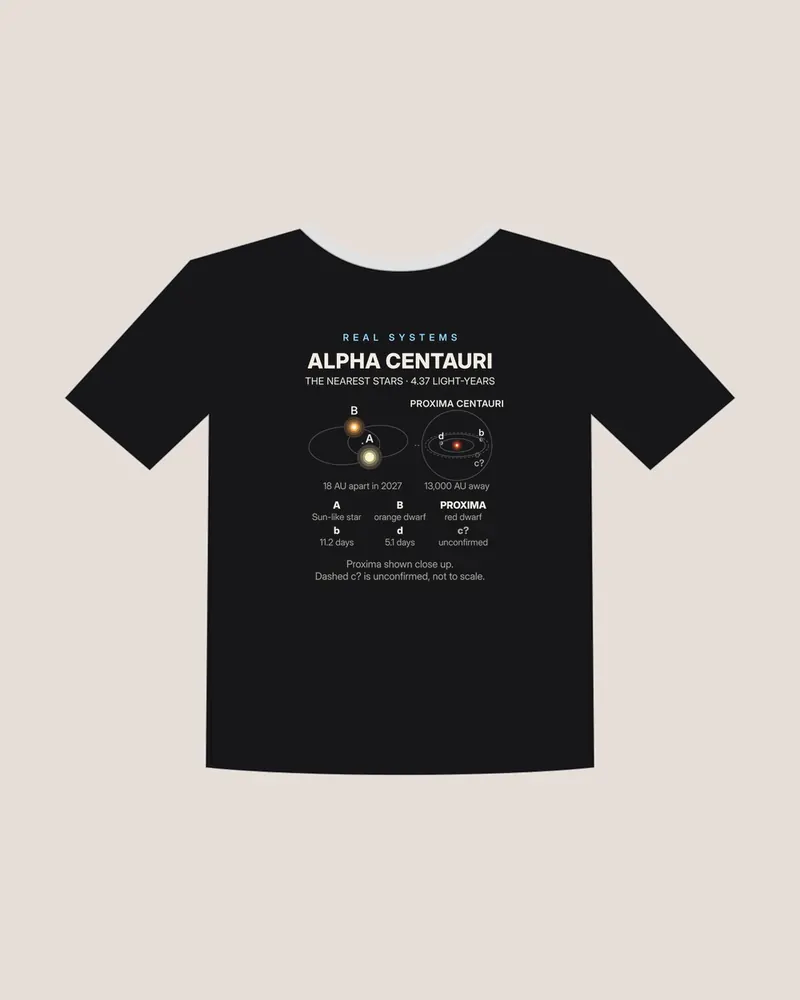 REAL SYSTEMS
ALPHA CENTAURI
THE NEAREST STARS · 4.37 LIGHT-YEARS
PROXIMA CENTAURI
B
A
d
b
c?
18 AU apart in 2027
13,000 AU away
A B PROXIMA
Sun-like star orange dwarf red dwarf
b d c?
11.2 days 5.1 days unconfirmed
Proxima shown close up.
Dashed c? is unconfirmed, not to scale.